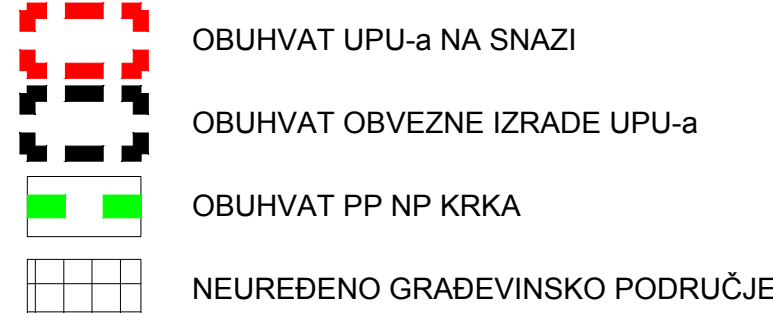 OBUHVAT UPU-a NA SNAZI
OBUHVAT OBVEZNE IZRADE UPU-a
OBUHVAT PP NP KRKA
NEUREĐENO GRAĐEVINSKO PODRUČJE